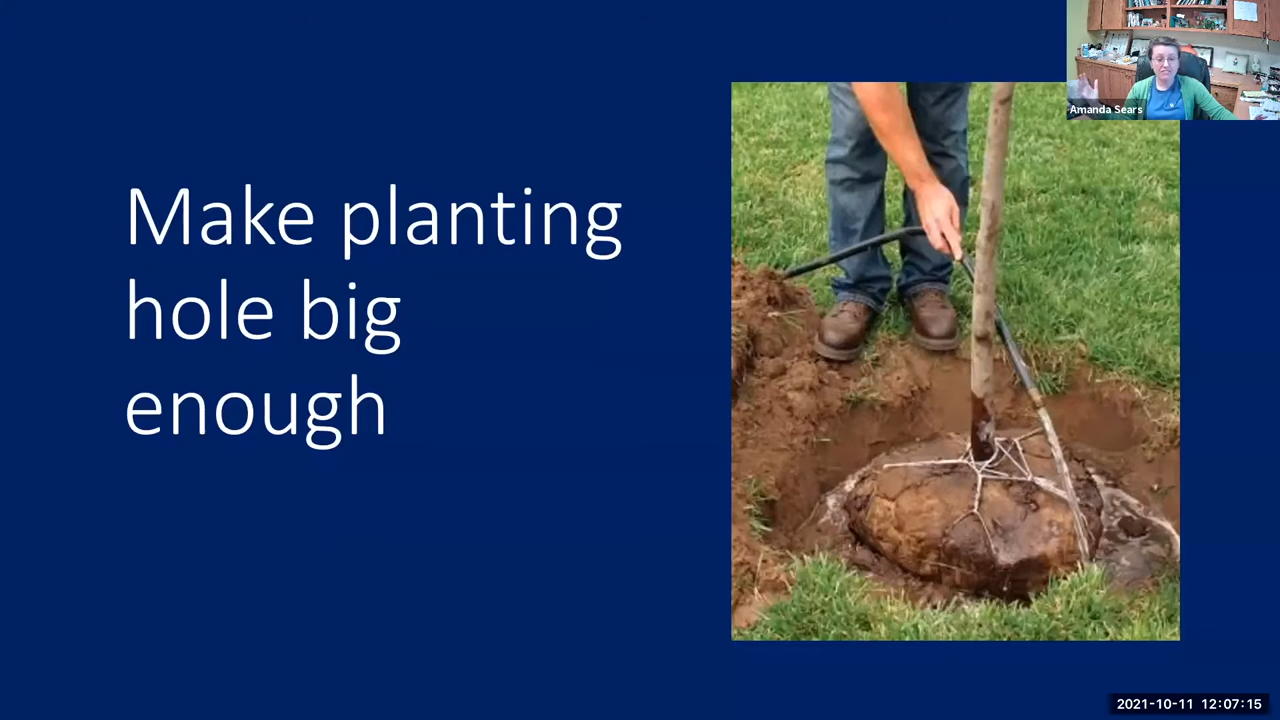 Amanda Sears
Make planting
hole big
enough
2021-10-11 12:07:15